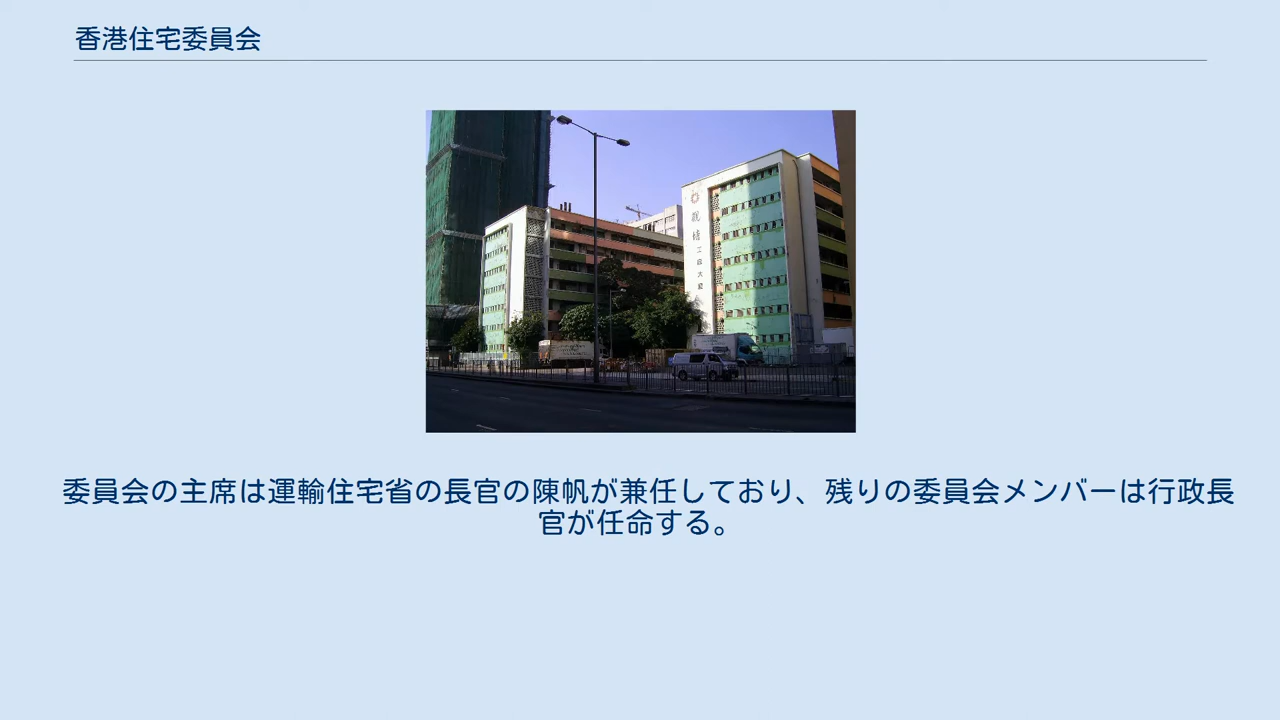 香港住宅委員会
委員会の主席は運輸住宅省の長官の陳帆が兼任しており、残りの委員会メンバーは行政長
官が任命する。